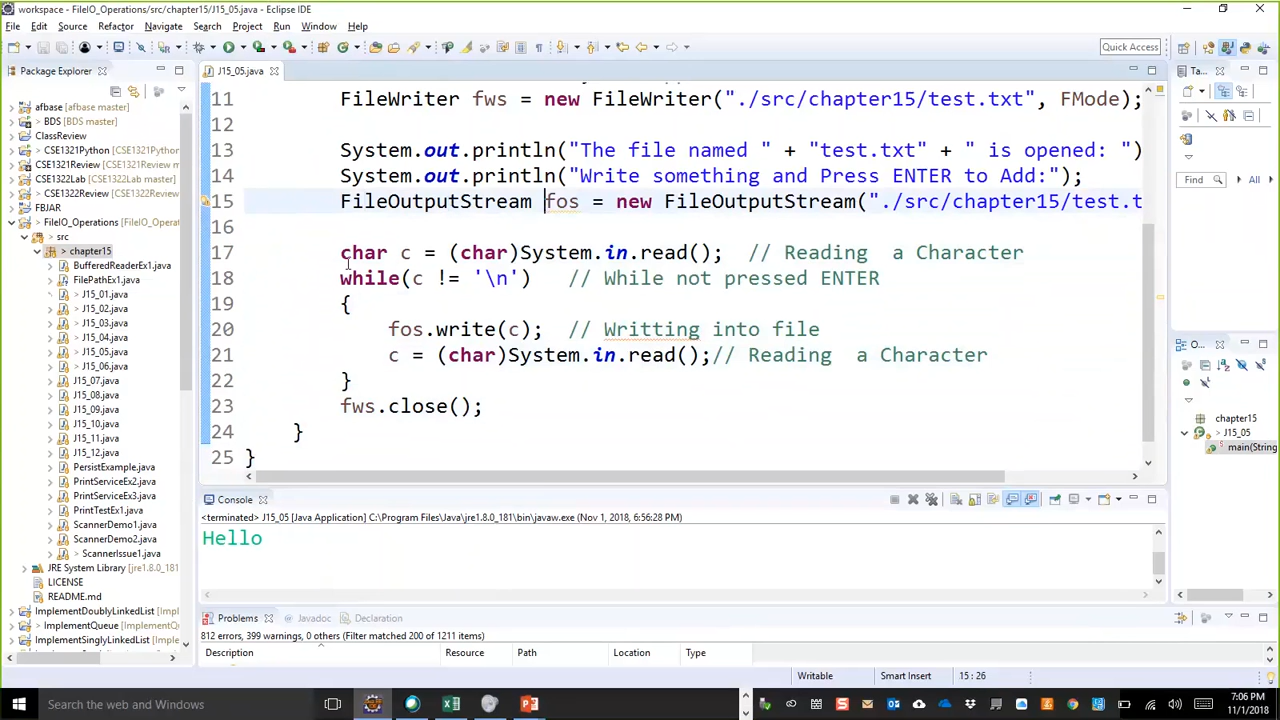 workspace - FileIO_Operations/src/chapter15/J15_05.java - Eclipse IDE
File Edit Source Refactor Navigate Search Project Run Window Help
Quick Access
Package Explorer
afbase [afbase master]
> BDS [BDS master]
ClassReview
> CSE1321Python [CSE1321Pyth
CSE1321Review [CSE1321Review
> CSE1322Lab [CSE1322Lab mast
CSE1322Review [CSE1322Review
FBJAR
> FileIO_Operations [FileIO_Opera
> src
> chapter15
BufferedReaderEx1.java
FilePathEx1.java
> J15_01.java
> J15_02.java
> J15_03.java
> J15_04.java
> J15_05.java
> J15_06.java
J15_07.java
J15_08.java
J15_09.java
J15_10.java
J15_11.java
J15_12.java
PersistExample.java
PrintServiceEx2.java
PrintServiceEx3.java
PrintTestEx1.java
ScannerDemo1.java
ScannerDemo2.java
> ScannerIssue1.java
JRE System Library [jre1.8.0_181]
LICENSE
README.md
ImplementDoublyLinkedList [Imp
> ImplementQueue [ImplementQ
ImplementSinglyLinkedList [Imple
J15_05.java
11 FileWriter fws = new FileWriter("./src/chapter15/test.txt", FMode);
12
13 System.out.println("The file named " + "test.txt" + " is opened: ")
14 System.out.println("Write something and Press ENTER to Add:");
15 FileOutputStream fos = new FileOutputStream("./src/chapter15/test.t
16
17 char c = (char)System.in.read(); // Reading a Character
18 while(c != '\n') // While not pressed ENTER
19 {
20 fos.write(c); // Writting into file
21 c = (char)System.in.read();// Reading a Character
22 }
23 fws.close();
24 }
25 }
Console
<terminated> J15_05 [Java Application] C:\Program Files\Java\jre1.8.0_181\bin\javaw.exe (Nov 1, 2018, 6:56:28 PM)
Hello
Problems Javadoc Declaration
812 errors, 399 warnings, 0 others (Filter matched 200 of 1211 items)
Description Resource Path Location Type
Ta...
Find All
O...
chapter15
> J15_05
main(String
Writable Smart Insert 15 : 26
Search the web and Windows
7:06 PM
11/1/2018